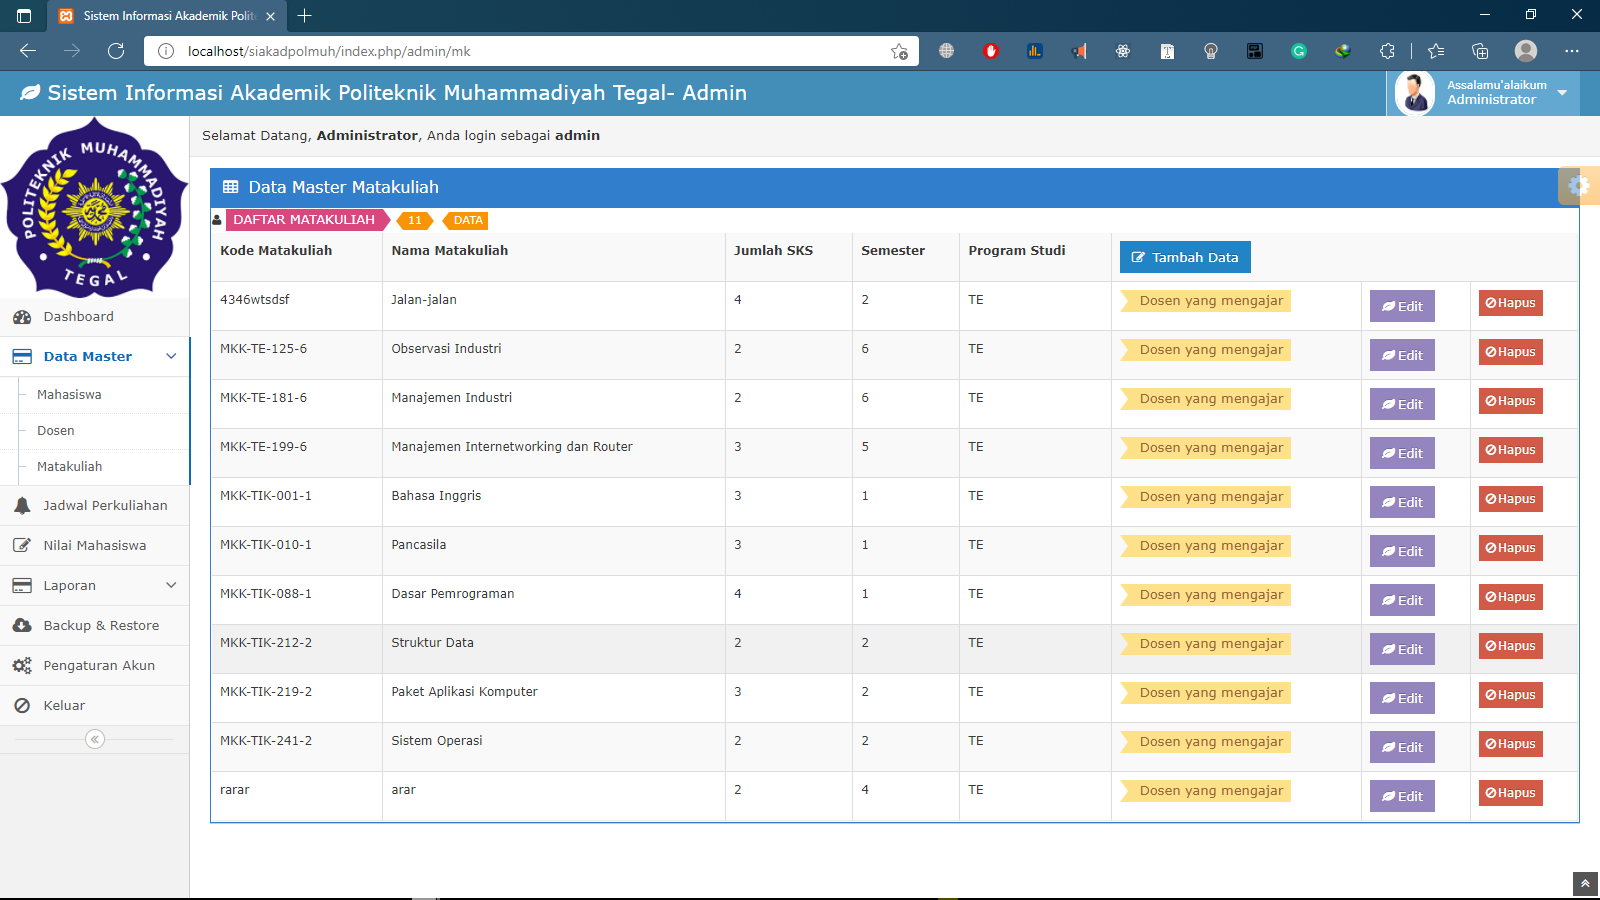 Sistem Informasi Akademik Polit
localhost/siakadpolmuh/index.php/admin/mk
Sistem Informasi Akademik Politeknik Muhammadiyah Tegal- Admin
Assalamu'alaikum
Administrator
POLITEKNIK MUHAMMADIYAH
TEGAL
Selamat Datang, Administrator, Anda login sebagai admin
Dashboard
Data Master
Mahasiswa
Dosen
Matakuliah
Jadwal Perkuliahan
Nilai Mahasiswa
Laporan
Backup & Restore
Pengaturan Akun
Keluar
Data Master Matakuliah
DAFTAR MATAKULIAH 11 DATA
Kode Matakuliah Nama Matakuliah Jumlah SKS Semester Program Studi Tambah Data
4346wtsdsf Jalan-jalan 4 2 TE Dosen yang mengajar Edit Hapus
MKK-TE-125-6 Observasi Industri 2 6 TE Dosen yang mengajar Edit Hapus
MKK-TE-181-6 Manajemen Industri 2 6 TE Dosen yang mengajar Edit Hapus
MKK-TE-199-6 Manajemen Internetworking dan Router 3 5 TE Dosen yang mengajar Edit Hapus
MKK-TIK-001-1 Bahasa Inggris 3 1 TE Dosen yang mengajar Edit Hapus
MKK-TIK-010-1 Pancasila 3 1 TE Dosen yang mengajar Edit Hapus
MKK-TIK-088-1 Dasar Pemrograman 4 1 TE Dosen yang mengajar Edit Hapus
MKK-TIK-212-2 Struktur Data 2 2 TE Dosen yang mengajar Edit Hapus
MKK-TIK-219-2 Paket Aplikasi Komputer 3 2 TE Dosen yang mengajar Edit Hapus
MKK-TIK-241-2 Sistem Operasi 2 2 TE Dosen yang mengajar Edit Hapus
rarar arar 2 4 TE Dosen yang mengajar Edit Hapus